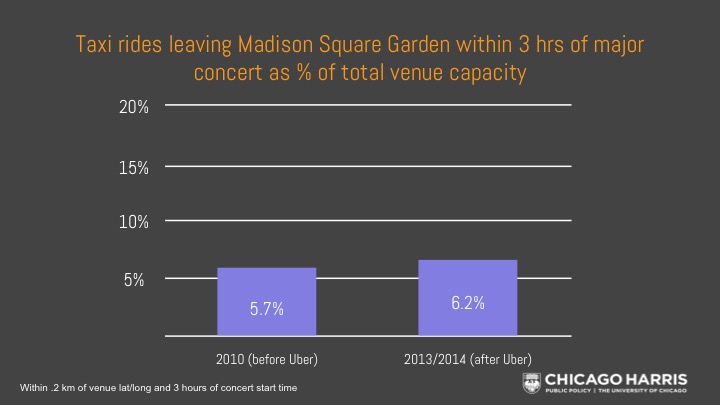 Taxi rides leaving Madison Square Garden within 3 hrs of major
concert as % of total venue capacity
20%
15%
10%
5%
5.7%
6.2%
2010 (before Uber)
2013/2014 (after Uber)
Within .2 km of venue lat/long and 3 hours of concert start time
CHICAGO HARRIS
PUBLIC POLICY | THE UNIVERSITY OF CHICAGO